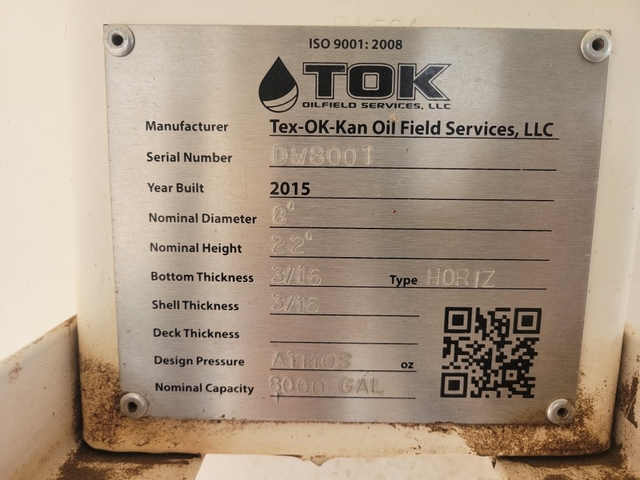 ISO 9001: 2008
TOK
OILFIELD SERVICES, LLC
Manufacturer Tex-OK-Kan Oil Field Services, LLC
Serial Number DW8001
Year Built 2015
Nominal Diameter 8'
Nominal Height 22'
Bottom Thickness 3/16 Type HORIZ
Shell Thickness 3/16
Deck Thickness
Design Pressure ATMOS oz
Nominal Capacity 8000 GAL